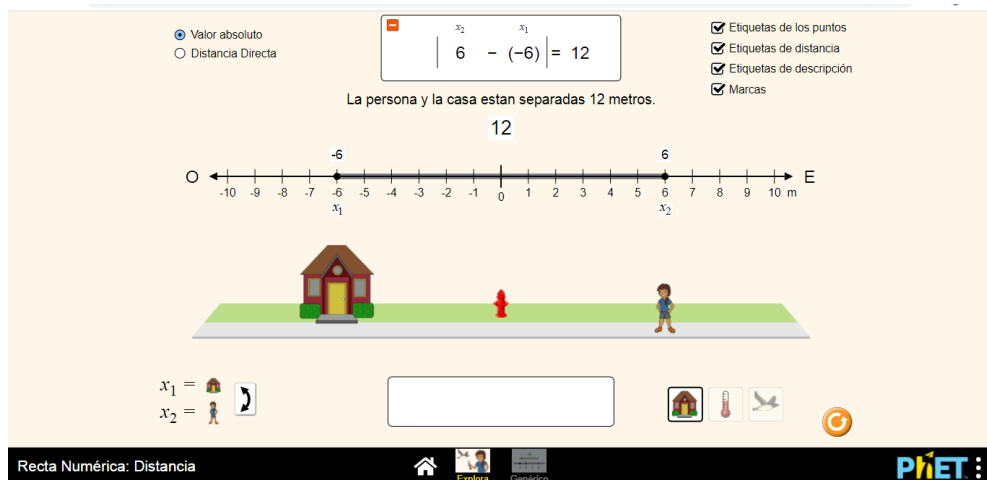 Valor absoluto
Distancia Directa
x2 x1
| 6 − (−6) | = 12
Etiquetas de los puntos
Etiquetas de distancia
Etiquetas de descripción
Marcas
La persona y la casa estan separadas 12 metros.
12
-6 6
O E
-10 -9 -8 -7 -6 -5 -4 -3 -2 -1 0 1 2 3 4 5 6 7 8 9 10 m
x1 x2
x1 =
x2 =
Recta Numérica: Distancia
Explora
Genérico
PhET